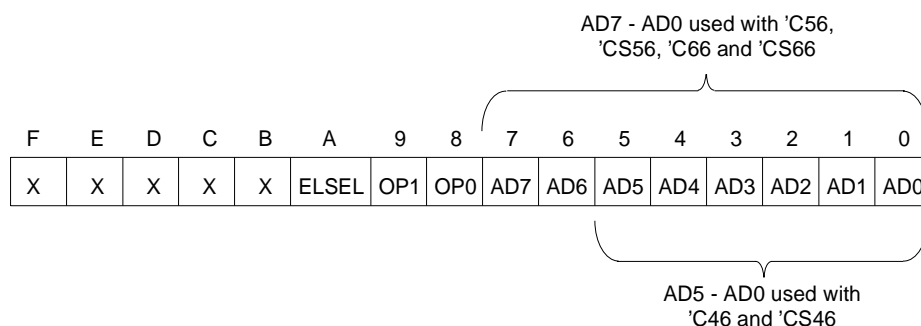 AD7 - AD0 used with ’C56,
’CS56, ’C66 and ’CS66
F E D C B A 9 8 7 6 5 4 3 2 1 0
X X X X X ELSEL OP1 OP0 AD7 AD6 AD5 AD4 AD3 AD2 AD1 AD0
AD5 - AD0 used with
’C46 and ’CS46